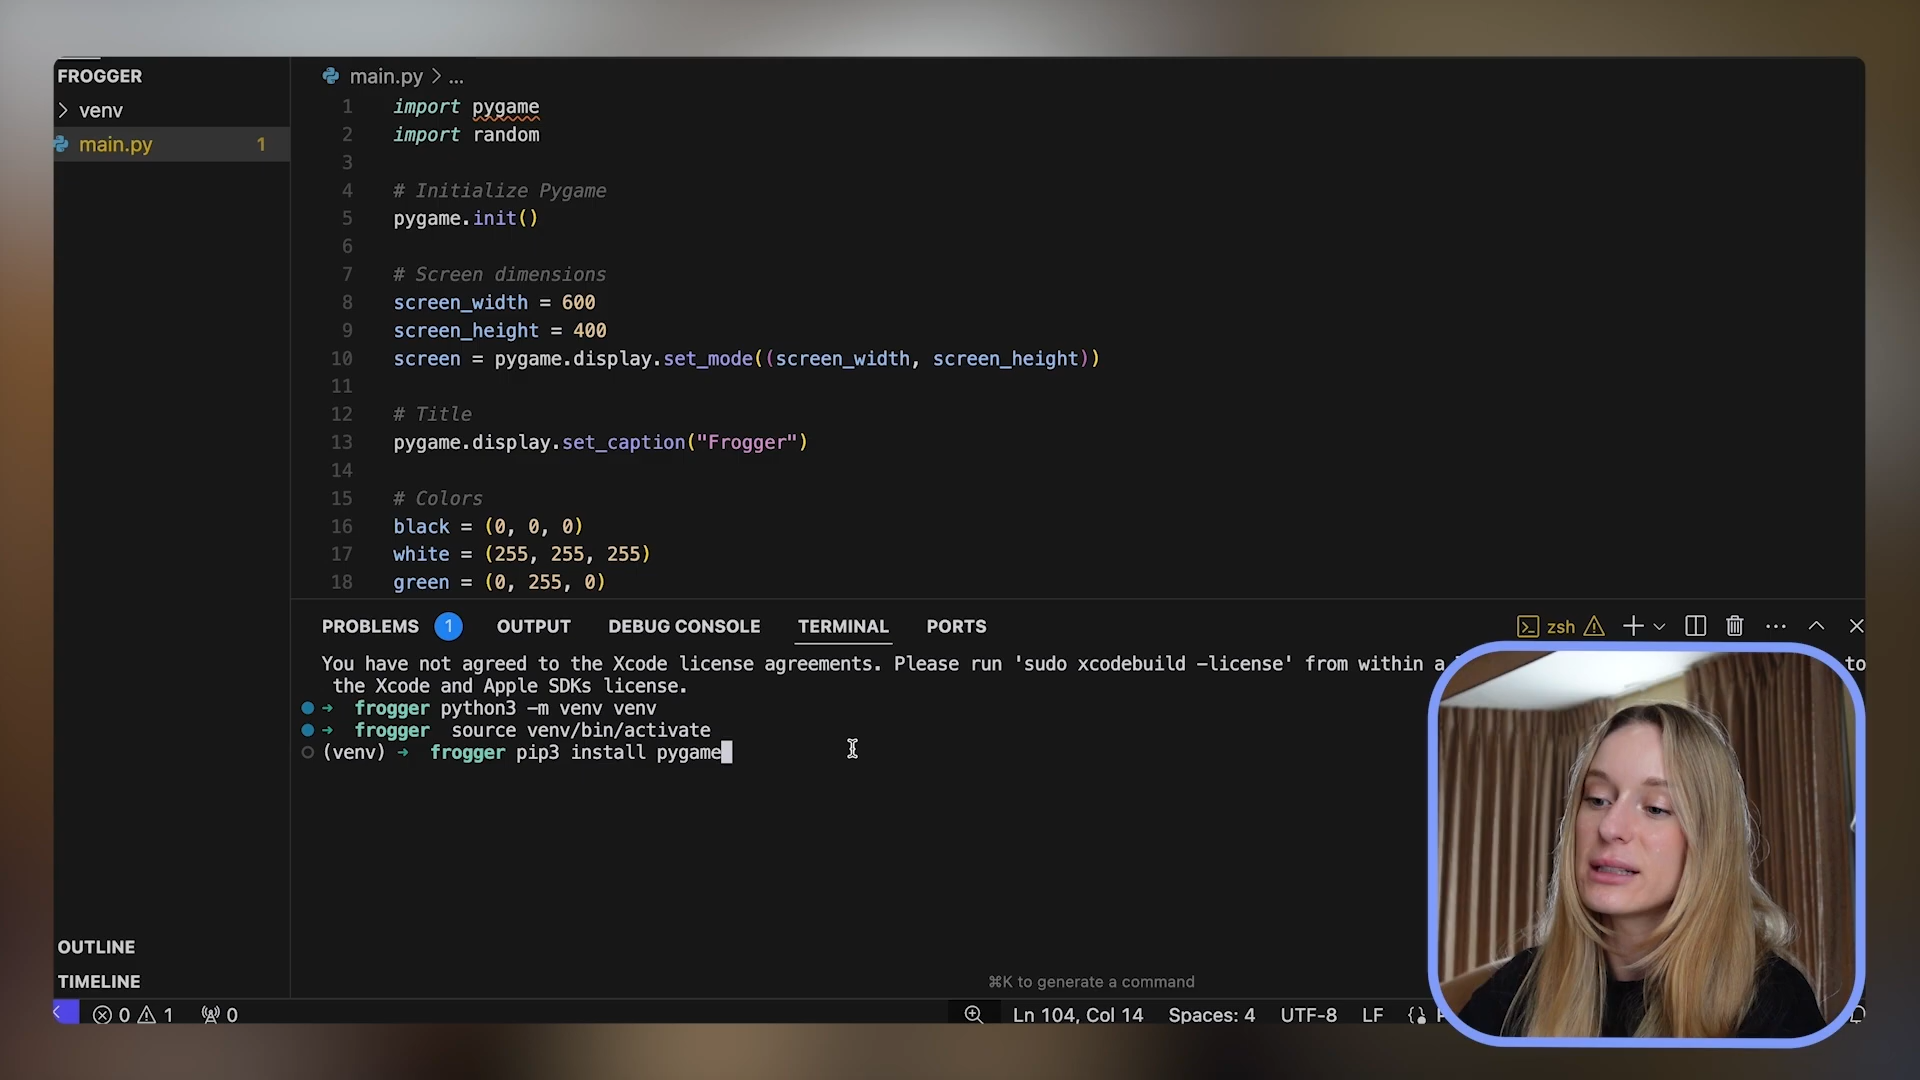 FROGGER
venv
main.py 1
main.py > ...
1 import pygame
2 import random
3
4 # Initialize Pygame
5 pygame.init()
6
7 # Screen dimensions
8 screen_width = 600
9 screen_height = 400
10 screen = pygame.display.set_mode((screen_width, screen_height))
11
12 # Title
13 pygame.display.set_caption("Frogger")
14
15 # Colors
16 black = (0, 0, 0)
17 white = (255, 255, 255)
18 green = (0, 255, 0)
PROBLEMS 1 OUTPUT DEBUG CONSOLE TERMINAL PORTS zsh
You have not agreed to the Xcode license agreements. Please run 'sudo xcodebuild -license' from within a to
the Xcode and Apple SDKs license.
→ frogger python3 -m venv venv
→ frogger source venv/bin/activate
(venv) → frogger pip3 install pygame
OUTLINE
TIMELINE
⌘K to generate a command
0 1 0 Ln 104, Col 14 Spaces: 4 UTF-8 LF {}